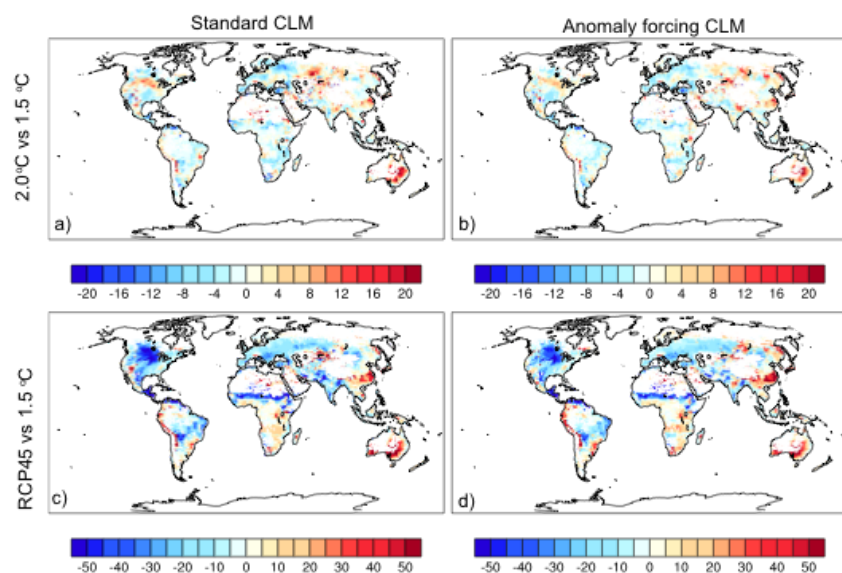 Standard CLM
Anomaly forcing CLM
2.0°C vs 1.5 °C
a)
b)
-20 -16 -12 -8 -4 0 4 8 12 16 20
-20 -16 -12 -8 -4 0 4 8 12 16 20
RCP45 vs 1.5 °C
c)
d)
-50 -40 -30 -20 -10 0 10 20 30 40 50
-50 -40 -30 -20 -10 0 10 20 30 40 50